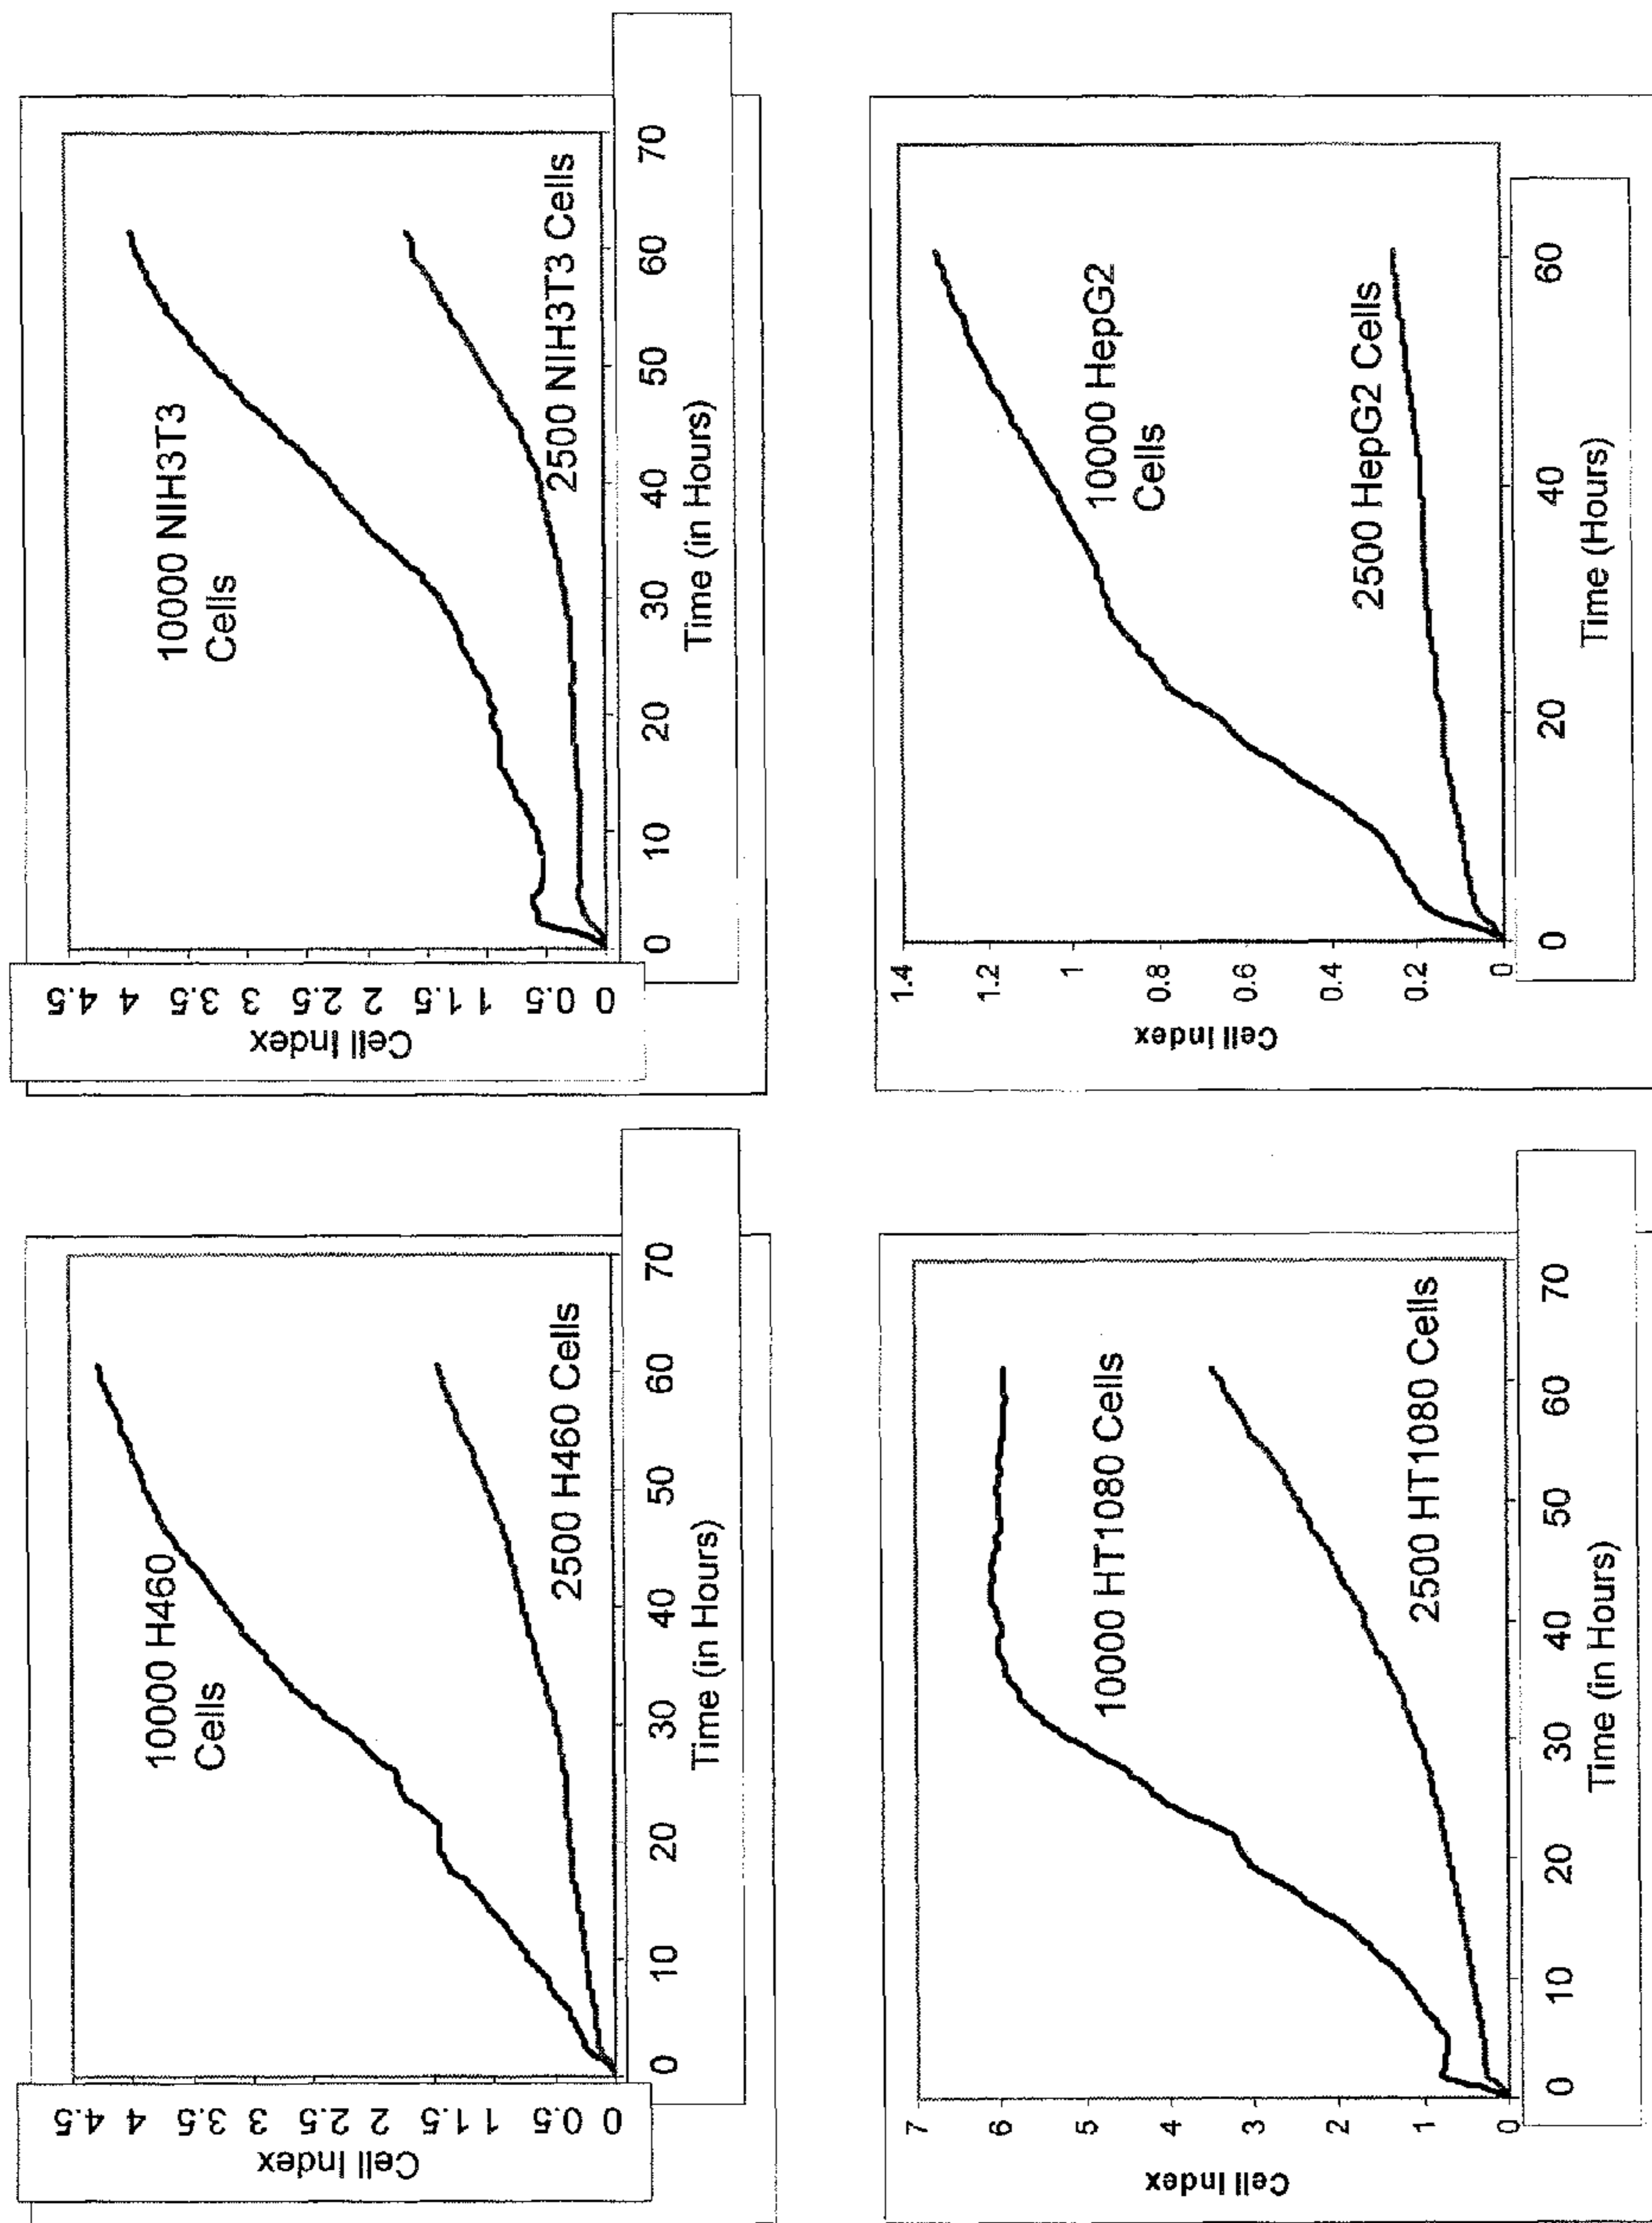 Cell Index
0 0.5 1 1.5 2 2.5 3 3.5 4 4.5
10000 H460
Cells
2500 H460 Cells
0 10 20 30 40 50 60 70
Time (in Hours)
Cell Index
0 0.5 1 1.5 2 2.5 3 3.5 4 4.5
10000 NIH3T3
Cells
2500 NIH3T3 Cells
0 10 20 30 40 50 60 70
Time (in Hours)
Cell Index
7
6
5
4
3
2
1
0
10000 HT1080 Cells
2500 HT1080 Cells
0 10 20 30 40 50 60 70
Time (in Hours)
Cell Index
1.4
1.2
1
0.8
0.6
0.4
0.2
0
10000 HepG2
Cells
2500 HepG2 Cells
0 20 40 60
Time (Hours)